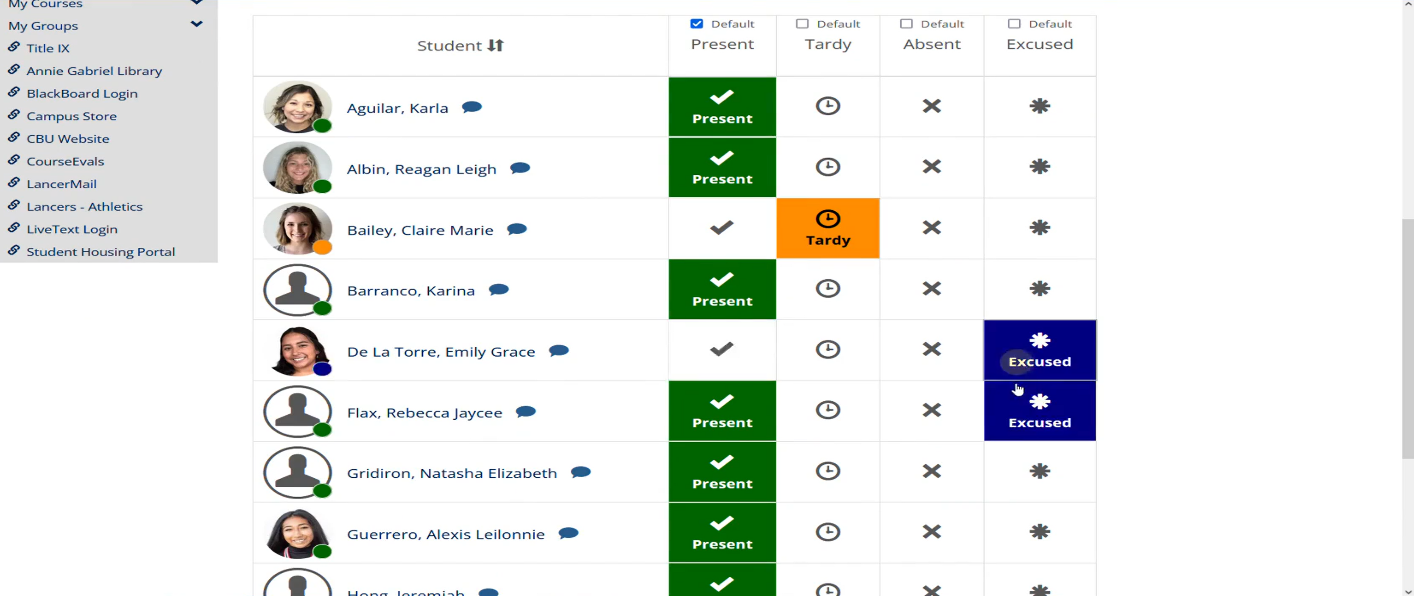 My Courses
My Groups
Title IX
Annie Gabriel Library
BlackBoard Login
Campus Store
CBU Website
CourseEvals
LancerMail
Lancers - Athletics
LiveText Login
Student Housing Portal
Student
Default Default Default Default
Present Tardy Absent Excused
Aguilar, Karla
Present
Albin, Reagan Leigh
Present
Bailey, Claire Marie
Tardy
Barranco, Karina
Present
De La Torre, Emily Grace
Excused
Flax, Rebecca Jaycee
Present Excused
Gridiron, Natasha Elizabeth
Present
Guerrero, Alexis Leilonnie
Present
Hong, Jeremiah